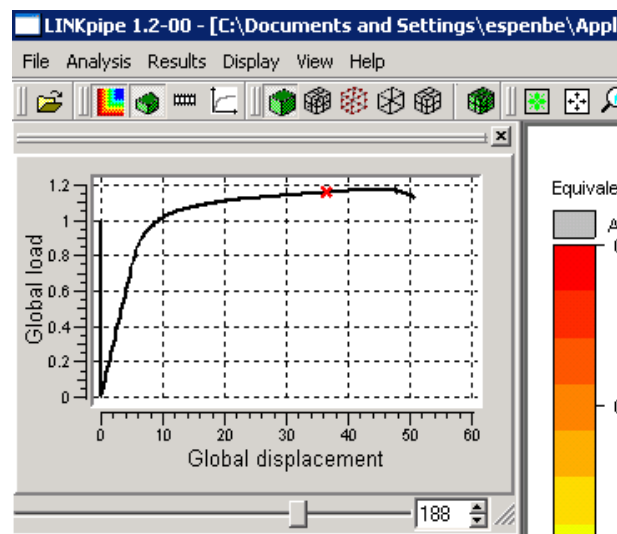 LINKpipe 1.2-00 - [C:\Documents and Settings\espenbe\Appl
File Analysis Results Display View Help
Equivale
1.2
1
0.8
0.6
0.4
0.2
0
Global load
0 10 20 30 40 50 60
Global displacement
188